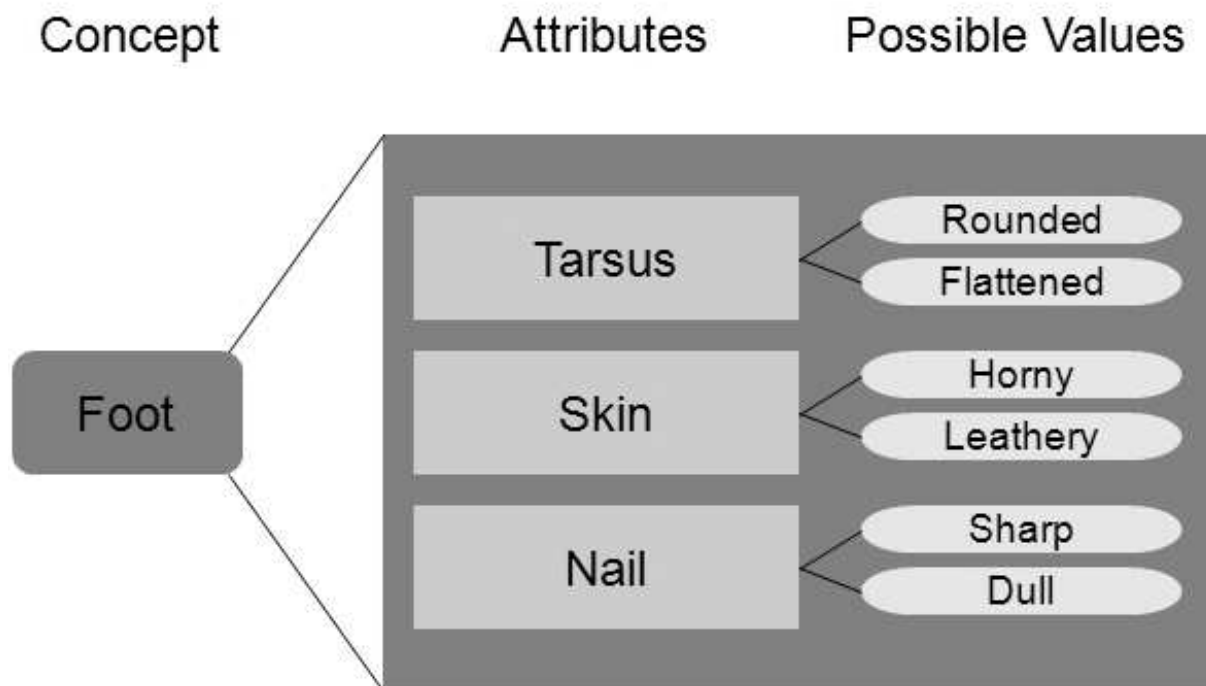 Concept Attributes Possible Values
Foot
Tarsus
Rounded
Flattened
Skin
Horny
Leathery
Nail
Sharp
Dull